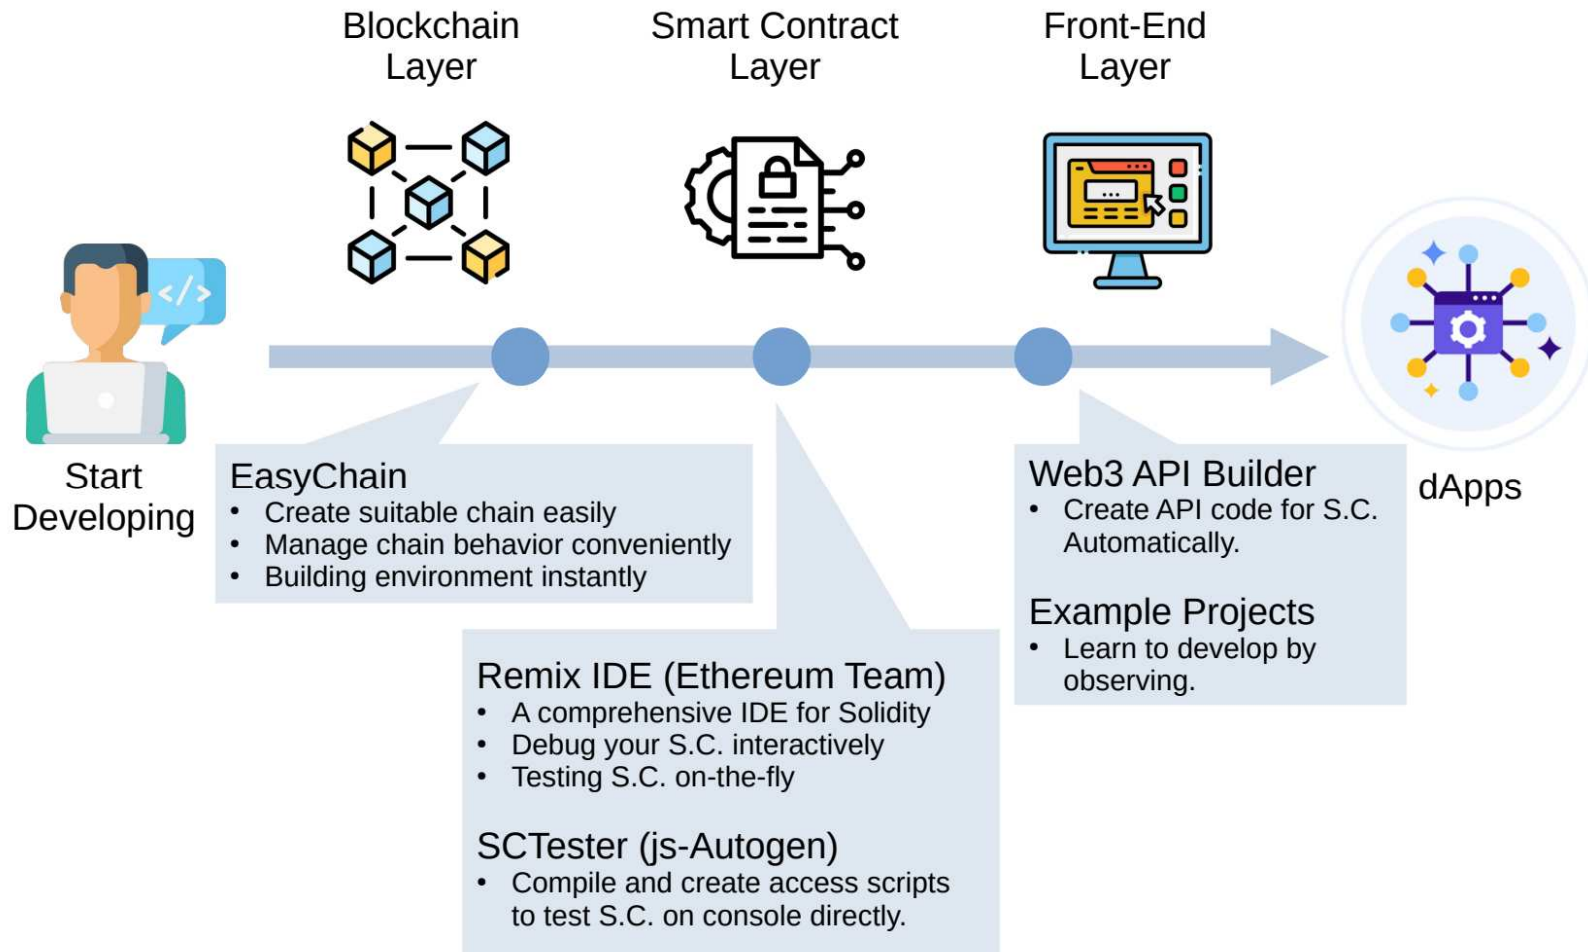 Blockchain
Layer
Smart Contract
Layer
Front-End
Layer
</>
Start
Developing
EasyChain
• Create suitable chain easily
• Manage chain behavior conveniently
• Building environment instantly
Remix IDE (Ethereum Team)
• A comprehensive IDE for Solidity
• Debug your S.C. interactively
• Testing S.C. on-the-fly
SCTester (js-Autogen)
• Compile and create access scripts
to test S.C. on console directly.
Web3 API Builder
• Create API code for S.C.
Automatically.
Example Projects
• Learn to develop by
observing.
dApps